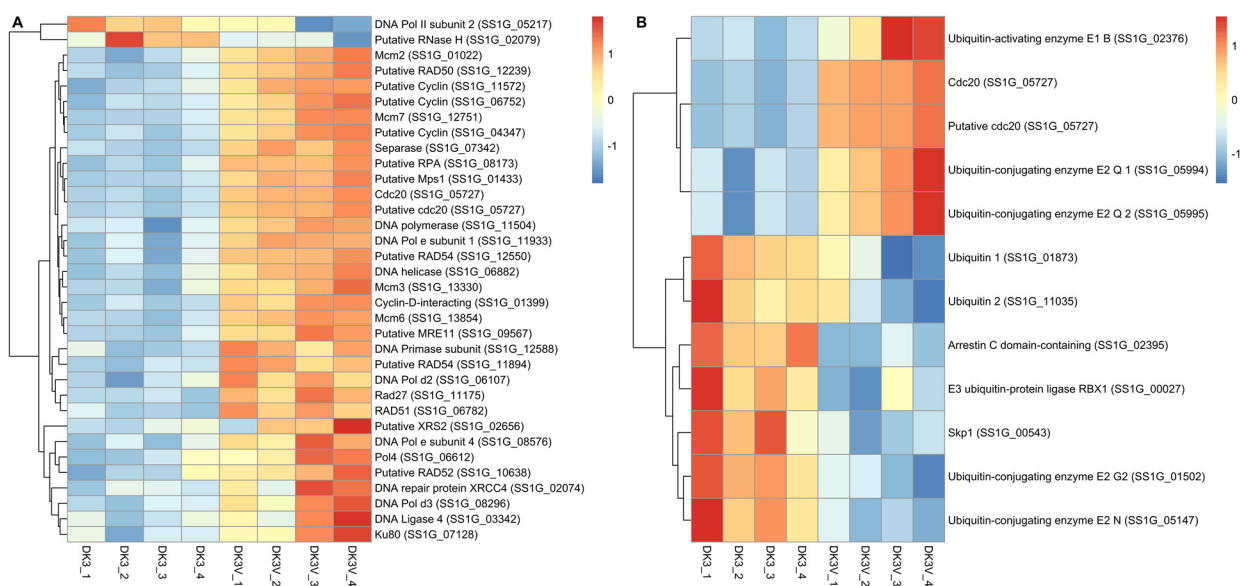 A
DNA Pol II subunit 2 (SS1G_05217)
Putative RNase H (SS1G_02079)
Mcm2 (SS1G_01022)
Putative RAD50 (SS1G_12239)
Putative Cyclin (SS1G_11572)
Putative Cyclin (SS1G_06752)
Mcm7 (SS1G_12751)
Putative Cyclin (SS1G_04347)
Separase (SS1G_07342)
Putative RPA (SS1G_08173)
Putative Mps1 (SS1G_01433)
Cdc20 (SS1G_05727)
Putative cdc20 (SS1G_05727)
DNA polymerase (SS1G_11504)
DNA Pol e subunit 1 (SS1G_11933)
Putative RAD54 (SS1G_12550)
DNA helicase (SS1G_06882)
Mcm3 (SS1G_13330)
Cyclin-D-interacting (SS1G_01399)
Mcm6 (SS1G_13854)
Putative MRE11 (SS1G_09567)
DNA Primase subunit (SS1G_12588)
Putative RAD54 (SS1G_11894)
DNA Pol d2 (SS1G_06107)
Rad27 (SS1G_11175)
RAD51 (SS1G_06782)
Putative XRS2 (SS1G_02656)
DNA Pol e subunit 4 (SS1G_08576)
Pol4 (SS1G_06612)
Putative RAD52 (SS1G_10638)
DNA repair protein XRCC4 (SS1G_02074)
DNA Pol d3 (SS1G_08296)
DNA Ligase 4 (SS1G_03342)
Ku80 (SS1G_07128)
DK3_1
DK3_2
DK3_3
DK3_4
DK3V_1
DK3V_2
DK3V_3
DK3V_4
1
0
-1
B
Ubiquitin-activating enzyme E1 B (SS1G_02376)
Cdc20 (SS1G_05727)
Putative cdc20 (SS1G_05727)
Ubiquitin-conjugating enzyme E2 Q 1 (SS1G_05994)
Ubiquitin-conjugating enzyme E2 Q 2 (SS1G_05995)
Ubiquitin 1 (SS1G_01873)
Ubiquitin 2 (SS1G_11035)
Arrestin C domain-containing (SS1G_02395)
E3 ubiquitin-protein ligase RBX1 (SS1G_00027)
Skp1 (SS1G_00543)
Ubiquitin-conjugating enzyme E2 G2 (SS1G_01502)
Ubiquitin-conjugating enzyme E2 N (SS1G_05147)
DK3_1
DK3_2
DK3_3
DK3_4
DK3V_1
DK3V_2
DK3V_3
DK3V_4
1
0
-1